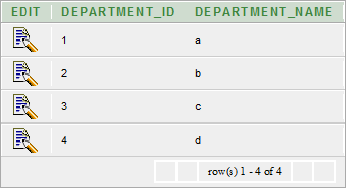 EDIT DEPARTMENT_ID DEPARTMENT_NAME
1 a
2 b
3 c
4 d
row(s) 1 - 4 of 4